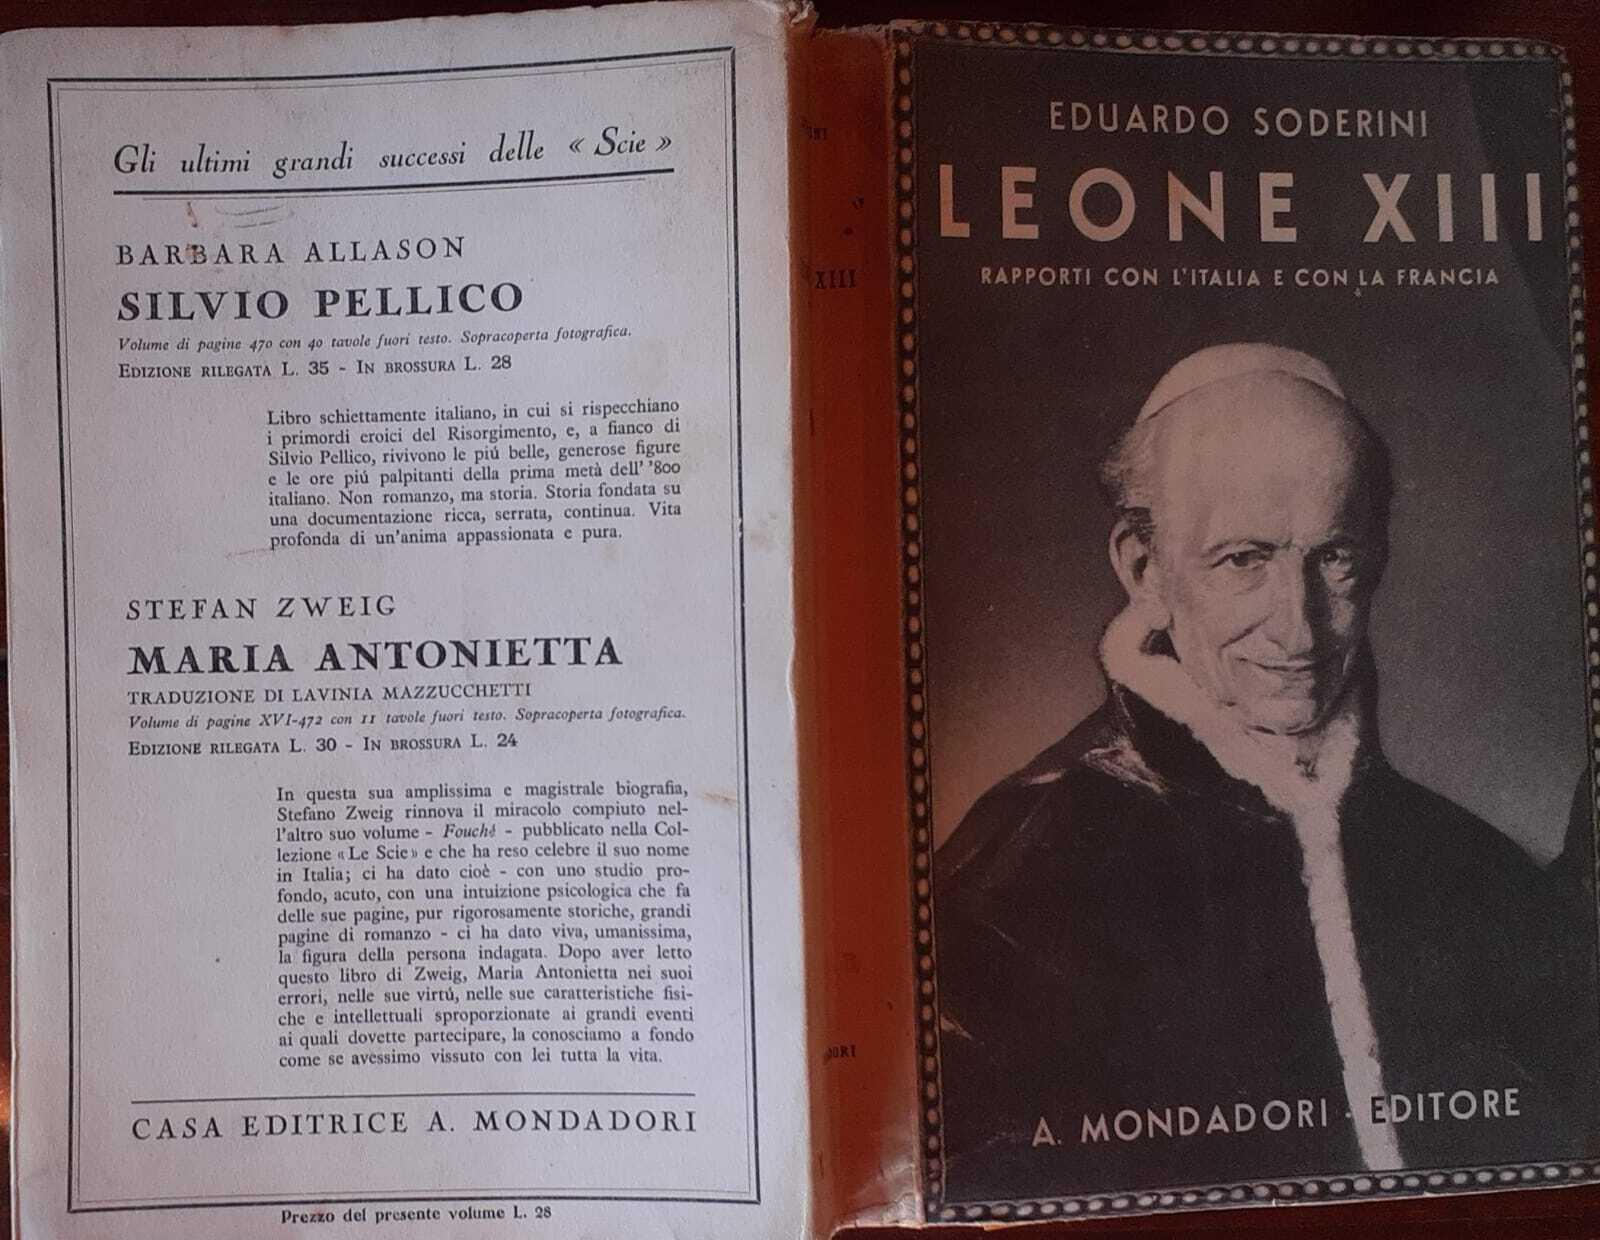 Gli ultimi grandi successi delle « Scie »
BARBARA ALLASON
SILVIO PELLICO
Volume di pagine 470 con 40 tavole fuori testo. Sopracoperta fotografica.
EDIZIONE RILEGATA L. 35 - IN BROSSURA L. 28
Libro schiettamente italiano, in cui si rispecchiano
i primordi eroici del Risorgimento, e, a fianco di
Silvio Pellico, rivivono le piú belle, generose figure
e le ore piú palpitanti della prima metà dell' '800
italiano. Non romanzo, ma storia. Storia fondata su
una documentazione ricca, serrata, continua. Vita
profonda di un'anima appassionata e pura.
STEFAN ZWEIG
MARIA ANTONIETTA
TRADUZIONE DI LAVINIA MAZZUCCHETTI
Volume di pagine XVI-472 con 11 tavole fuori testo. Sopracoperta fotografica.
EDIZIONE RILEGATA L. 30 - IN BROSSURA L. 24
In questa sua amplissima e magistrale biografia,
Stefano Zweig rinnova il miracolo compiuto nel-
l'altro suo volume - Fouché - pubblicato nella Col-
lezione «Le Scie» e che ha reso celebre il suo nome
in Italia; ci ha dato cioè - con uno studio pro-
fondo, acuto, con una intuizione psicologica che fa
delle sue pagine, pur rigorosamente storiche, grandi
pagine di romanzo - ci ha dato viva, umanissima,
la figura della persona indagata. Dopo aver letto
questo libro di Zweig, Maria Antonietta nei suoi
errori, nelle sue virtú, nelle sue caratteristiche fisi-
che e intellettuali sproporzionate ai grandi eventi
ai quali dovette partecipare, la conosciamo a fondo
come se avessimo vissuto con lei tutta la vita.
CASA EDITRICE A. MONDADORI
Prezzo del presente volume L. 28
XIII
EDUARDO SODERINI
LEONE XIII
RAPPORTI CON L'ITALIA E CON LA FRANCIA
A. MONDADORI · EDITORE